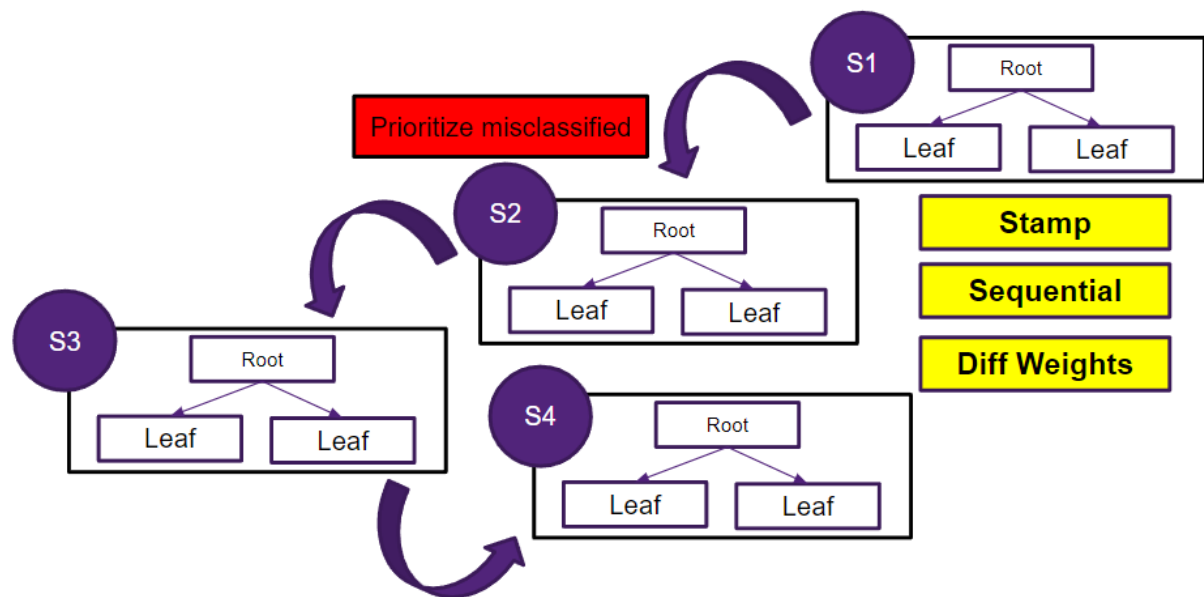 S1
Root
Leaf
Leaf
Prioritize misclassified
S2
Root
Leaf
Leaf
Stamp
Sequential
Diff Weights
S3
Root
Leaf
Leaf
S4
Root
Leaf
Leaf